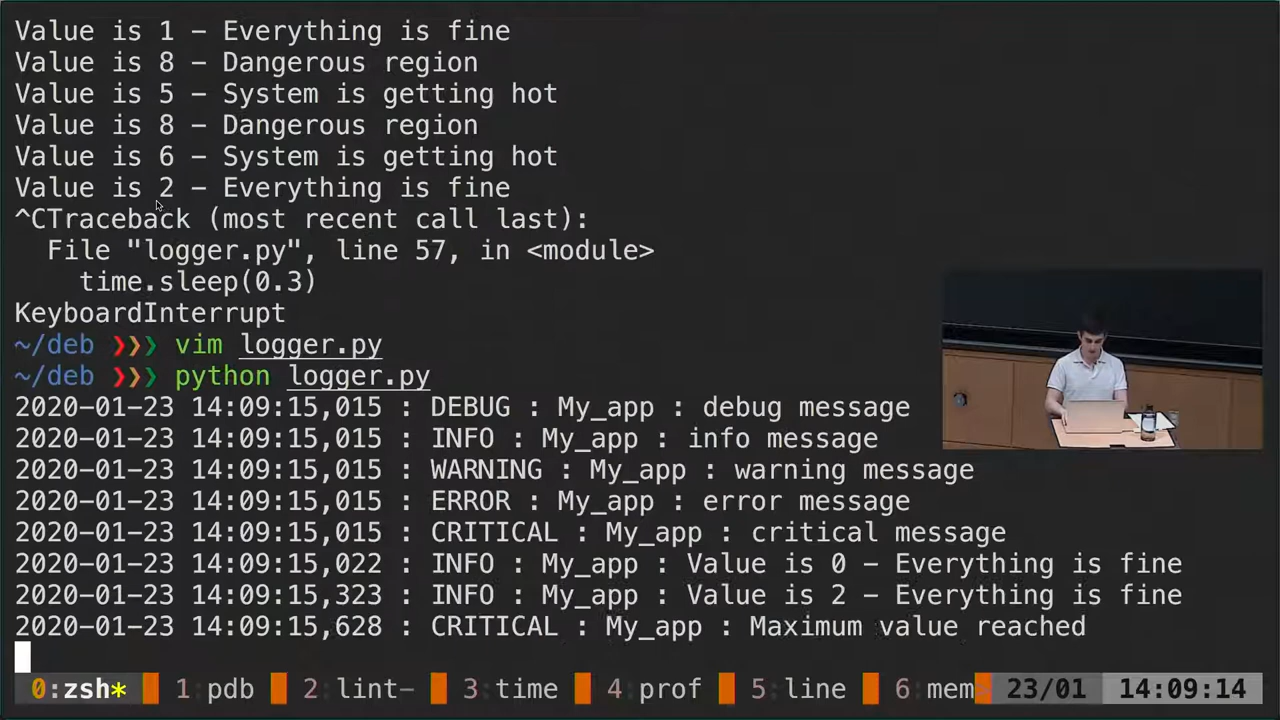 Value is 1 - Everything is fine
Value is 8 - Dangerous region
Value is 5 - System is getting hot
Value is 8 - Dangerous region
Value is 6 - System is getting hot
Value is 2 - Everything is fine
^CTraceback (most recent call last):
  File "logger.py", line 57, in <module>
    time.sleep(0.3)
KeyboardInterrupt
~/deb ❯❯❯ vim logger.py
~/deb ❯❯❯ python logger.py
2020-01-23 14:09:15,015 : DEBUG : My_app : debug message
2020-01-23 14:09:15,015 : INFO : My_app : info message
2020-01-23 14:09:15,015 : WARNING : My_app : warning message
2020-01-23 14:09:15,015 : ERROR : My_app : error message
2020-01-23 14:09:15,015 : CRITICAL : My_app : critical message
2020-01-23 14:09:15,022 : INFO : My_app : Value is 0 - Everything is fine
2020-01-23 14:09:15,323 : INFO : My_app : Value is 2 - Everything is fine
2020-01-23 14:09:15,628 : CRITICAL : My_app : Maximum value reached
0:zsh* 1:pdb 2:lint- 3:time 4:prof 5:line 6:mem 23/01 14:09:14